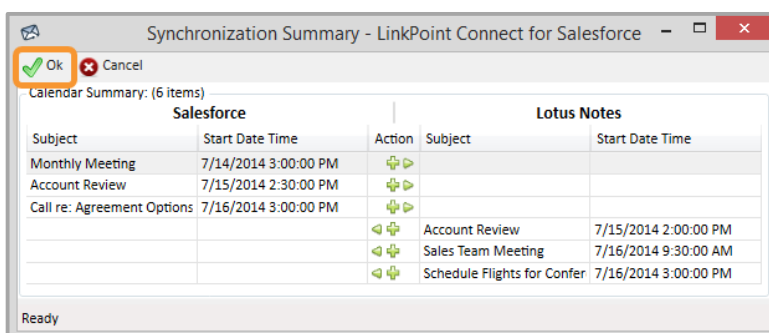 Synchronization Summary - LinkPoint Connect for Salesforce
Ok Cancel
Calendar Summary: (6 items)
Salesforce Lotus Notes
Subject Start Date Time Action Subject Start Date Time
Monthly Meeting 7/14/2014 3:00:00 PM
Account Review 7/15/2014 2:30:00 PM
Call re: Agreement Options 7/16/2014 3:00:00 PM
Account Review 7/15/2014 2:00:00 PM
Sales Team Meeting 7/16/2014 9:30:00 AM
Schedule Flights for Confer 7/16/2014 3:00:00 PM
Ready